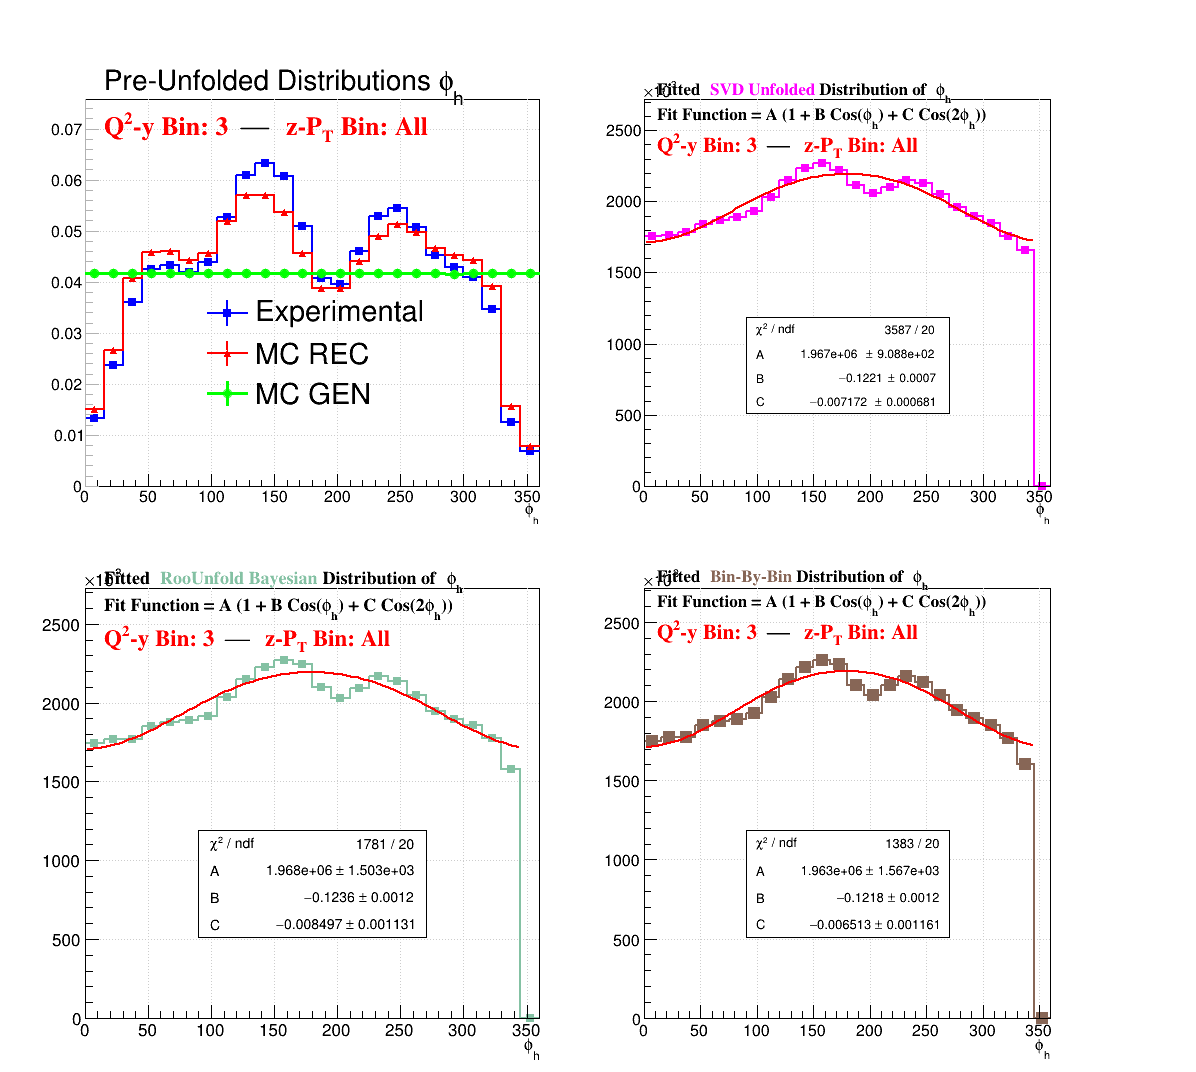 Pre-Unfolded Distributions ϕh
Q²-y Bin: 3 — z-PT Bin: All
0.07
0.06
0.05
0.04
0.03
0.02
0.01
0
Experimental
MC REC
MC GEN
0 50 100 150 200 250 300 350
ϕh
Fitted SVD Unfolded Distribution of ϕh
Fit Function = A (1 + B Cos(ϕh) + C Cos(2ϕh))
Q²-y Bin: 3 — z-PT Bin: All
2500
2000
1500
1000
500
0
χ² / ndf 3587 / 20
A 1.967e+06 ± 9.088e+02
B −0.1221 ± 0.0007
C −0.007172 ± 0.000681
0 50 100 150 200 250 300 350
ϕh
Fitted RooUnfold Bayesian Distribution of ϕh
Fit Function = A (1 + B Cos(ϕh) + C Cos(2ϕh))
Q²-y Bin: 3 — z-PT Bin: All
2500
2000
1500
1000
500
0
χ² / ndf 1781 / 20
A 1.968e+06 ± 1.503e+03
B −0.1236 ± 0.0012
C −0.008497 ± 0.001131
0 50 100 150 200 250 300 350
ϕh
Fitted Bin-By-Bin Distribution of ϕh
Fit Function = A (1 + B Cos(ϕh) + C Cos(2ϕh))
Q²-y Bin: 3 — z-PT Bin: All
2500
2000
1500
1000
500
0
χ² / ndf 1383 / 20
A 1.963e+06 ± 1.567e+03
B −0.1218 ± 0.0012
C −0.006513 ± 0.001161
0 50 100 150 200 250 300 350
ϕh